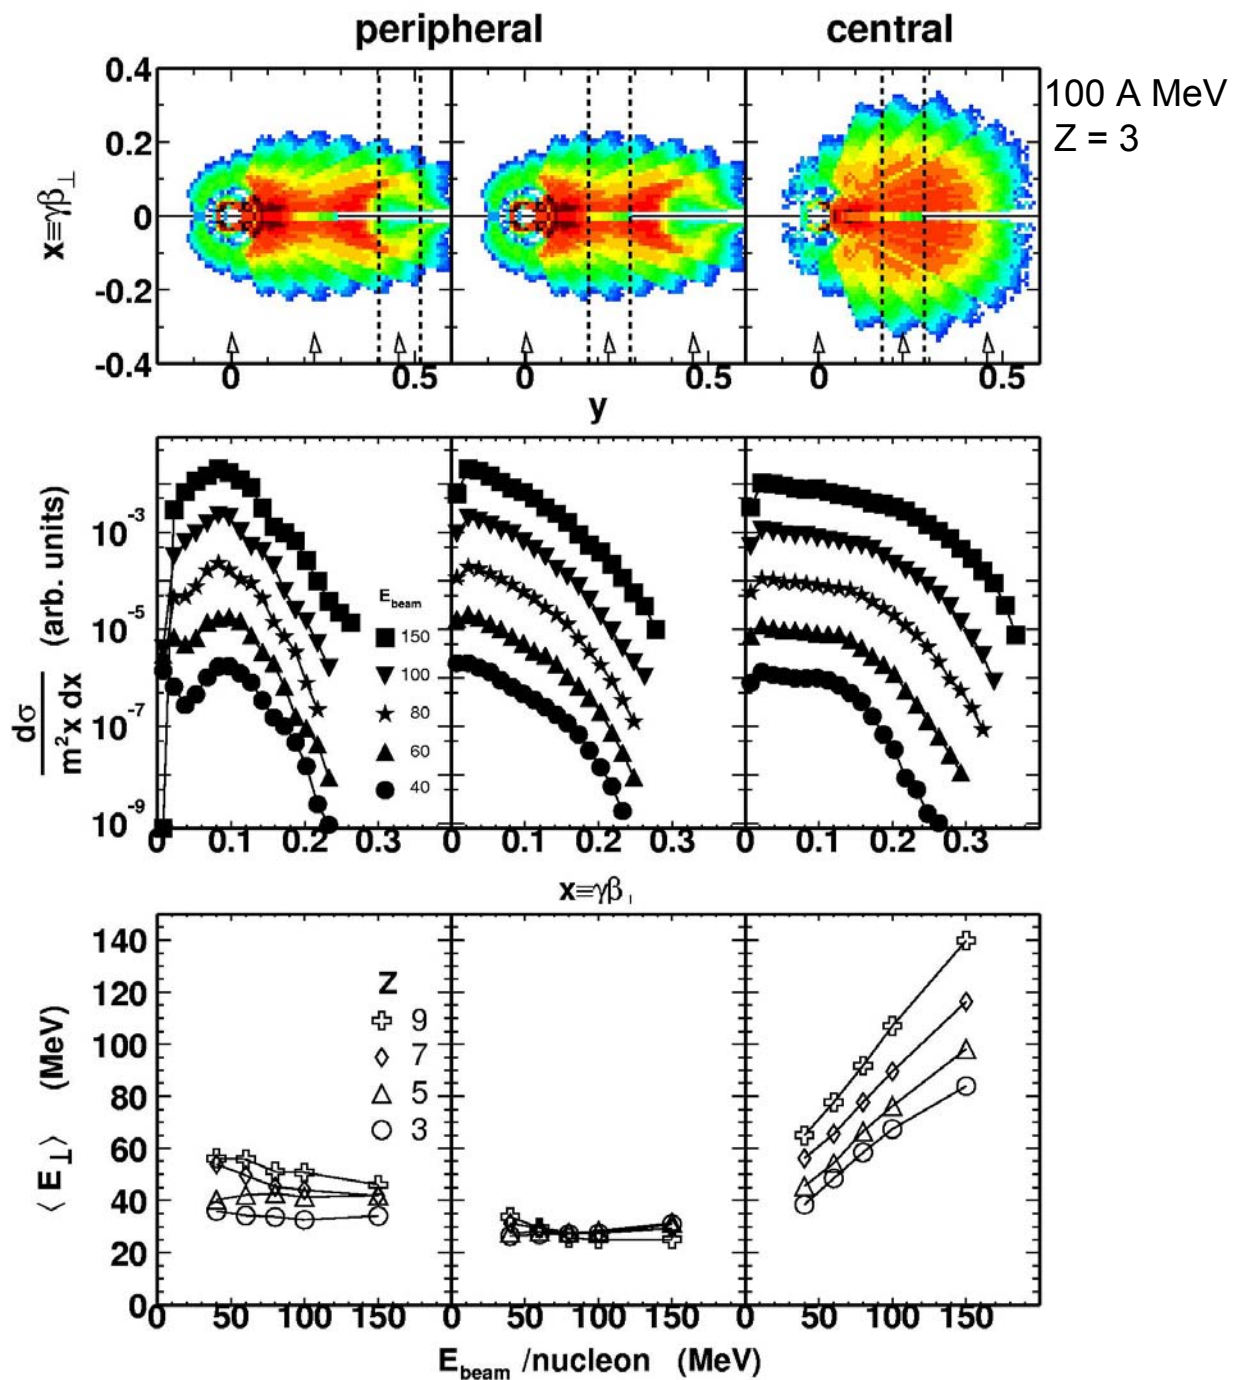 peripheral central
100 A MeV
Z = 3
0.4
0.2
0
-0.2
-0.4
x≡γβ⊥
0 0.5 0 0.5 0 0.5
y
10⁻³
10⁻⁵
10⁻⁷
10⁻⁹
dσ
m²x dx
(arb. units)
E beam
150
100
80
60
40
0 0.1 0.2 0.3 0 0.1 0.2 0.3 0 0.1 0.2 0.3
x≡γβ⊥
140
120
100
80
60
40
20
0
⟨ E⊥ ⟩ (MeV)
Z
9
7
5
3
0 50 100 150 0 50 100 150 0 50 100 150
E beam /nucleon (MeV)